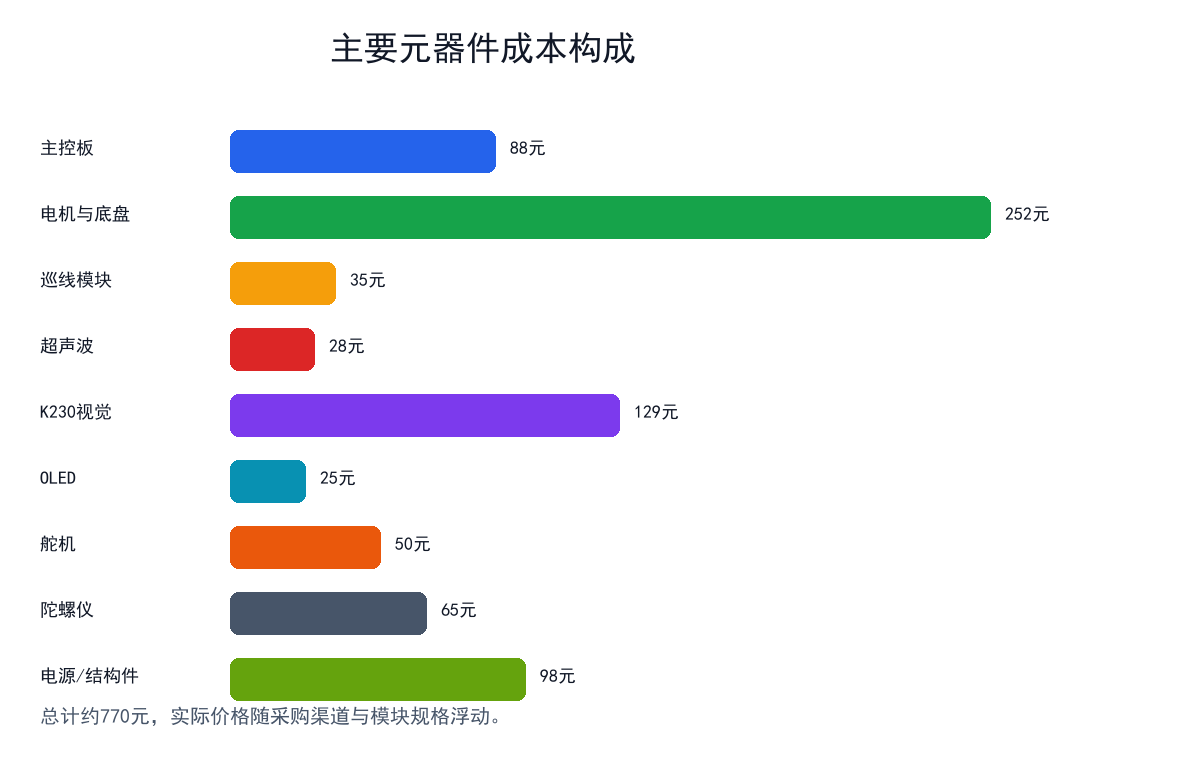 主要元器件成本构成
主控板 88元
电机与底盘 252元
巡线模块 35元
超声波 28元
K230视觉 129元
OLED 25元
舵机 50元
陀螺仪 65元
电源/结构件 98元
总计约770元，实际价格随采购渠道与模块规格浮动。